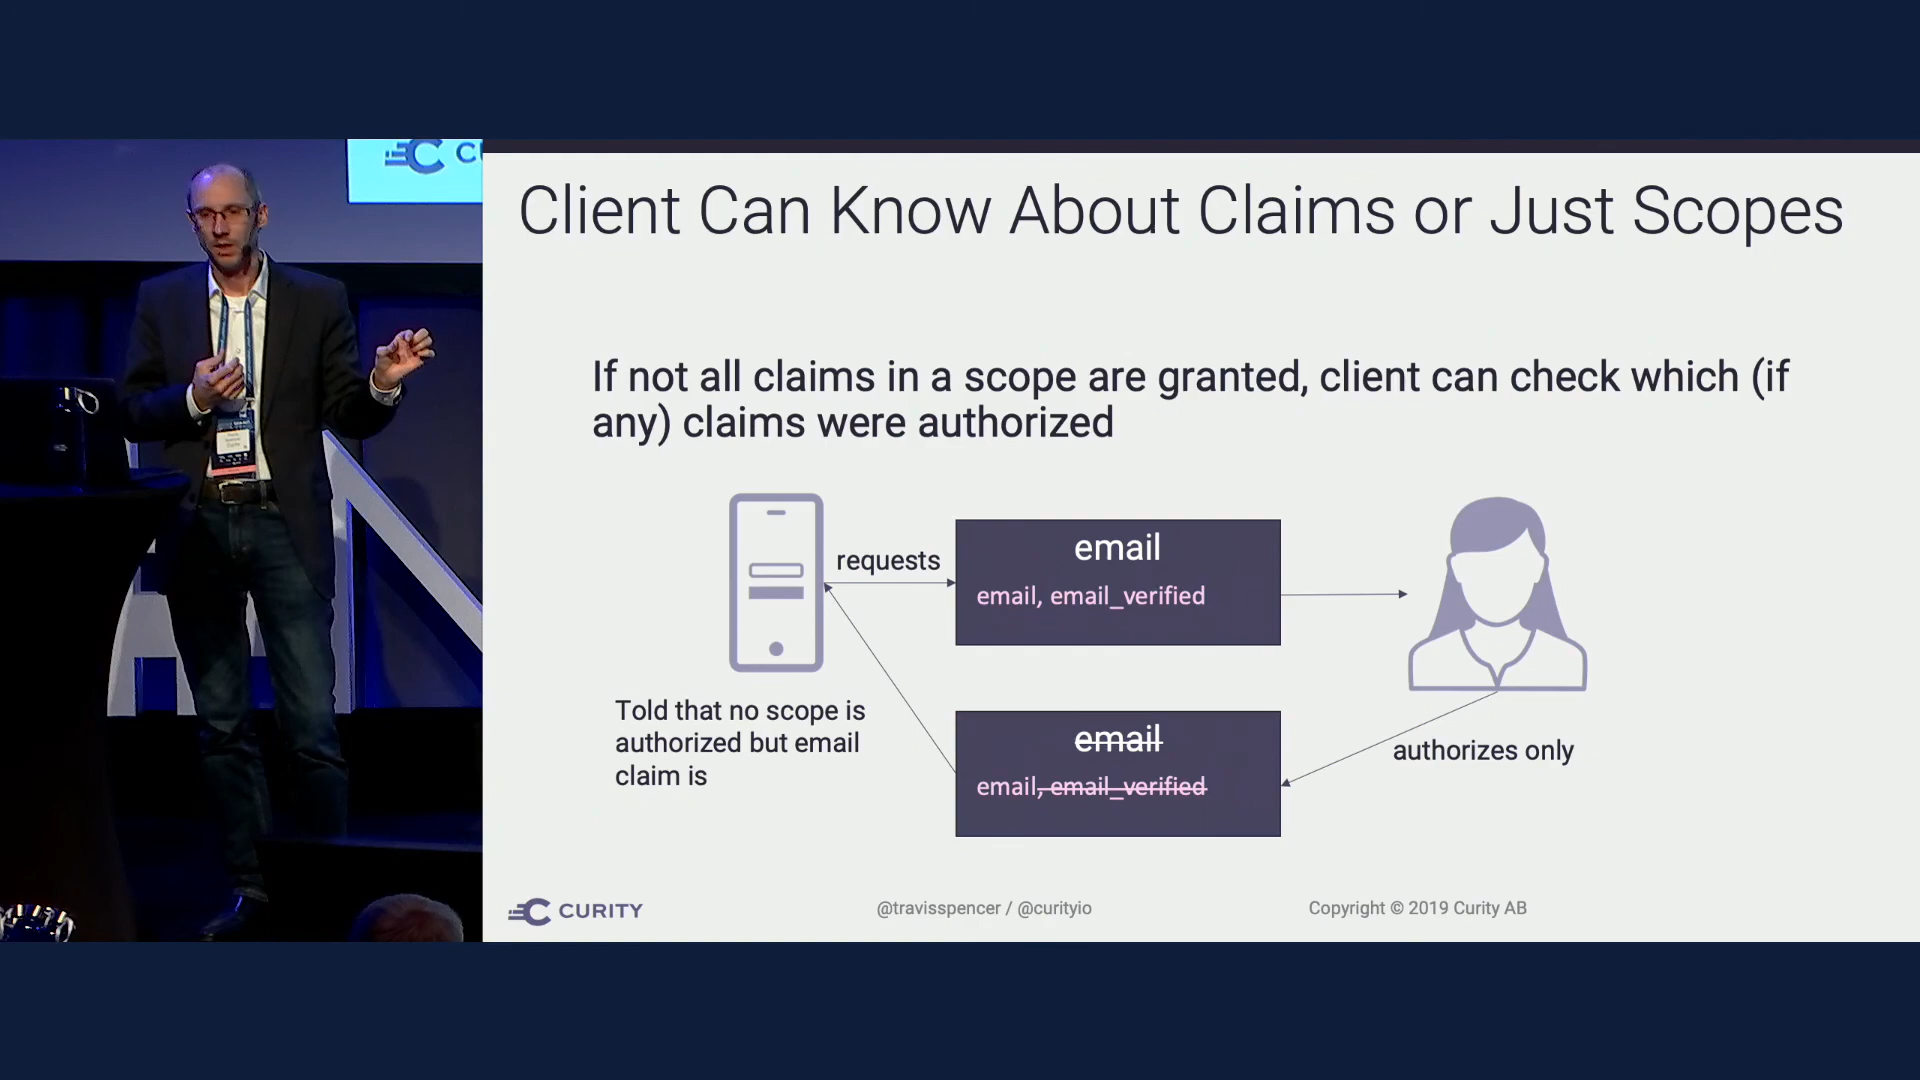 Client Can Know About Claims or Just Scopes
If not all claims in a scope are granted, client can check which (if
any) claims were authorized
requests
email
email, email_verified
Told that no scope is
authorized but email
claim is
email
email, email_verified
authorizes only
CURITY
@travisspencer / @curityio
Copyright © 2019 Curity AB